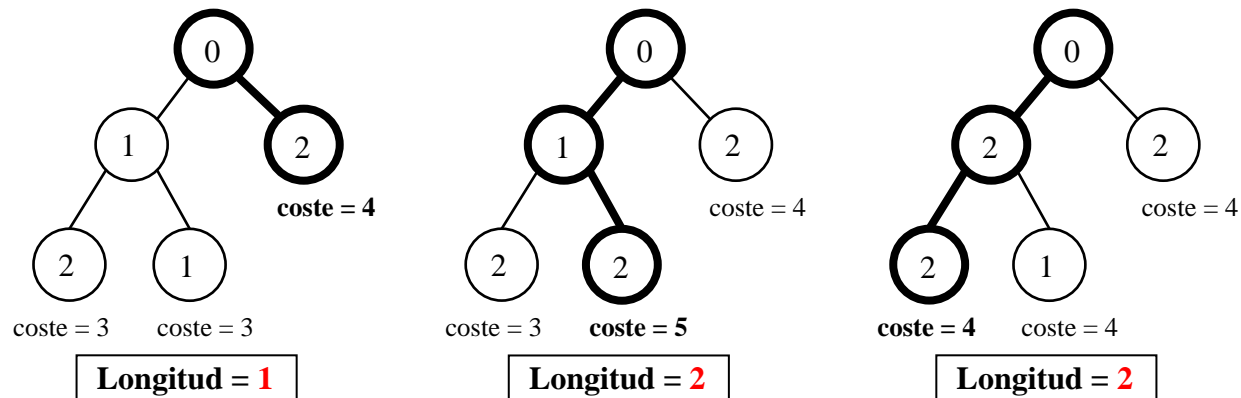 0 0 0
1 2 1 2 2 2
coste = 4 coste = 4 coste = 4
2 1 2 2 2 1
coste = 3 coste = 3 coste = 3 coste = 5 coste = 4 coste = 4
Longitud = 1 Longitud = 2 Longitud = 2